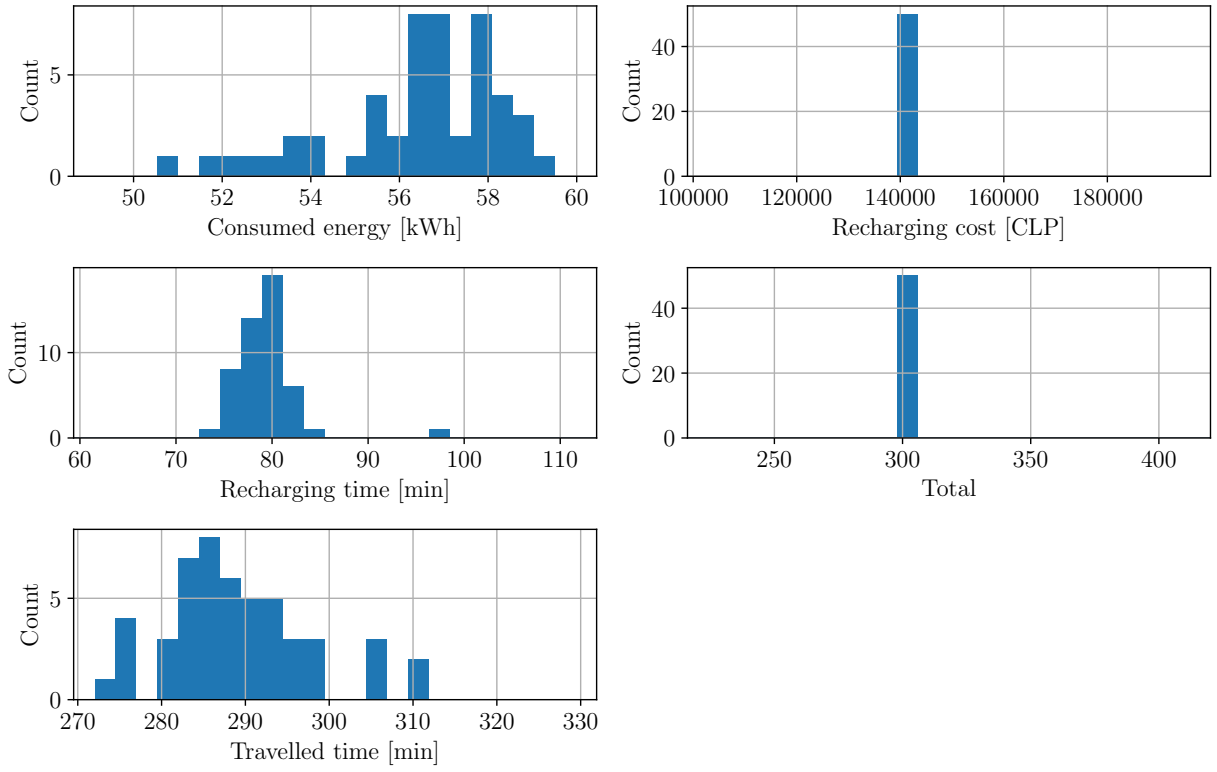 Count
5
0
50 52 54 56 58 60
Consumed energy [kWh]
Count
40
20
0
100000 120000 140000 160000 180000
Recharging cost [CLP]
Count
10
0
60 70 80 90 100 110
Recharging time [min]
Count
40
20
0
250 300 350 400
Total
Count
5
0
270 280 290 300 310 320 330
Travelled time [min]